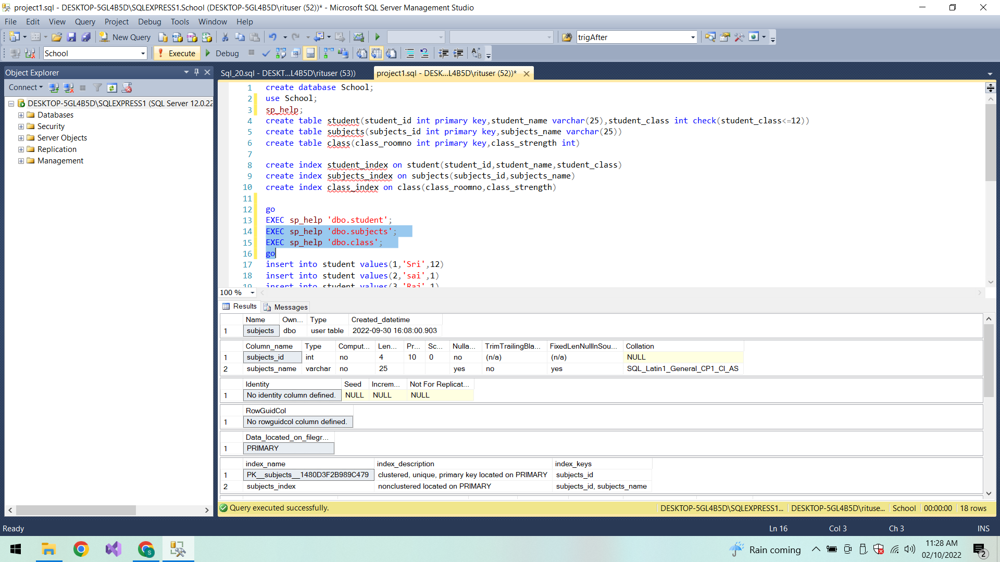 project1.sql - DESKTOP-5GL4B5D\SQLEXPRESS1.School (DESKTOP-5GL4B5D\rituser (52))* - Microsoft SQL Server Management Studio
File Edit View Query Project Debug Tools Window Help
New Query trigAfter
School Execute Debug
Object Explorer
Connect
DESKTOP-5GL4B5D\SQLEXPRESS1 (SQL Server 12.0.22
Databases
Security
Server Objects
Replication
Management
Sql_20.sql - DESKT...L4B5D\rituser (53)) project1.sql - DESK...L4B5D\rituser (52))*
1 create database School;
2 use School;
3 sp_help;
4 create table student(student_id int primary key,student_name varchar(25),student_class int check(student_class<=12))
5 create table subjects(subjects_id int primary key,subjects_name varchar(25))
6 create table class(class_roomno int primary key,class_strength int)
7
8 create index student_index on student(student_id,student_name,student_class)
9 create index subjects_index on subjects(subjects_id,subjects_name)
10 create index class_index on class(class_roomno,class_strength)
11
12 go
13 EXEC sp_help 'dbo.student';
14 EXEC sp_help 'dbo.subjects';
15 EXEC sp_help 'dbo.class';
16 go
17 insert into student values(1,'Sri',12)
18 insert into student values(2,'sai',1)
19 insert into student values(3,'Raj',1)
100 %
Results Messages
Name Own... Type Created_datetime
1 subjects dbo user table 2022-09-30 16:08:00.903
Column_name Type Comput... Len... Pr... Sc... Nulla... TrimTrailingBla... FixedLenNullInSou... Collation
1 subjects_id int no 4 10 0 no (n/a) (n/a) NULL
2 subjects_name varchar no 25 yes no yes SQL_Latin1_General_CP1_CI_AS
Identity Seed Increm... Not For Replicat...
1 No identity column defined. NULL NULL NULL
RowGuidCol
1 No rowguidcol column defined.
Data_located_on_filegr...
1 PRIMARY
index_name index_description index_keys
1 PK__subjects__1480D3F2B989C479 clustered, unique, primary key located on PRIMARY subjects_id
2 subjects_index nonclustered located on PRIMARY subjects_id, subjects_name
Query executed successfully. DESKTOP-5GL4B5D\SQLEXPRESS1... DESKTOP-5GL4B5D\rituse... School 00:00:00 18 rows
Ready Ln 16 Col 3 Ch 3 INS
Rain coming
11:28 AM
02/10/2022
2